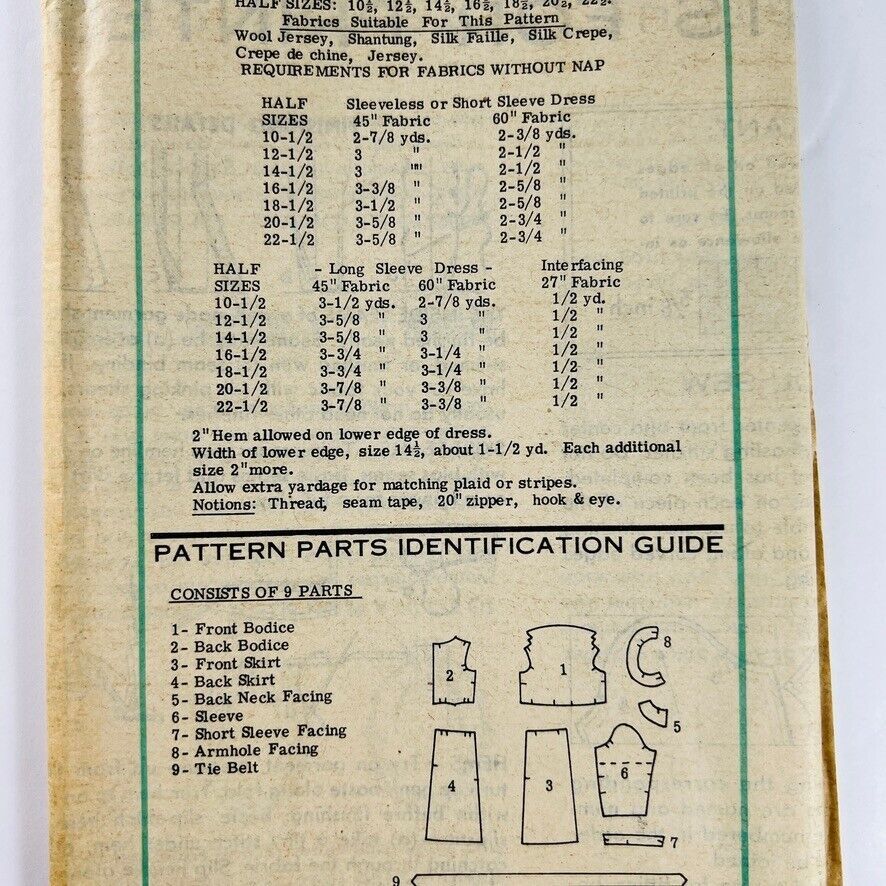 HALF SIZES: 10½, 12½, 14½, 16½, 18½, 20½, 22½.
Fabrics Suitable For This Pattern
Wool Jersey, Shantung, Silk Faille, Silk Crepe,
Crepe de chine, Jersey.
REQUIREMENTS FOR FABRICS WITHOUT NAP
HALF Sleeveless or Short Sleeve Dress
SIZES 45" Fabric 60" Fabric
10-1/2 2-7/8 yds. 2-3/8 yds.
12-1/2 3 " 2-1/2 "
14-1/2 3 "" 2-1/2 "
16-1/2 3-3/8 " 2-5/8 "
18-1/2 3-1/2 " 2-5/8 "
20-1/2 3-5/8 " 2-3/4 "
22-1/2 3-5/8 " 2-3/4 "
HALF - Long Sleeve Dress - Interfacing
SIZES 45" Fabric 60" Fabric 27" Fabric
10-1/2 3-1/2 yds. 2-7/8 yds. 1/2 yd.
12-1/2 3-5/8 " 3 " 1/2 "
14-1/2 3-5/8 " 3 " 1/2 "
16-1/2 3-3/4 " 3-1/4 " 1/2 "
18-1/2 3-3/4 " 3-1/4 " 1/2 "
20-1/2 3-7/8 " 3-3/8 " 1/2 "
22-1/2 3-7/8 " 3-3/8 " 1/2 "
2"Hem allowed on lower edge of dress.
Width of lower edge, size 14½, about 1-1/2 yd. Each additional
size 2"more.
Allow extra yardage for matching plaid or stripes.
Notions: Thread, seam tape, 20" zipper, hook & eye.
PATTERN PARTS IDENTIFICATION GUIDE
CONSISTS OF 9 PARTS
1- Front Bodice
2- Back Bodice
3- Front Skirt
4- Back Skirt
5- Back Neck Facing
6- Sleeve
7- Short Sleeve Facing
8- Armhole Facing
9- Tie Belt
2 1 8
5
4 3 6
7
9